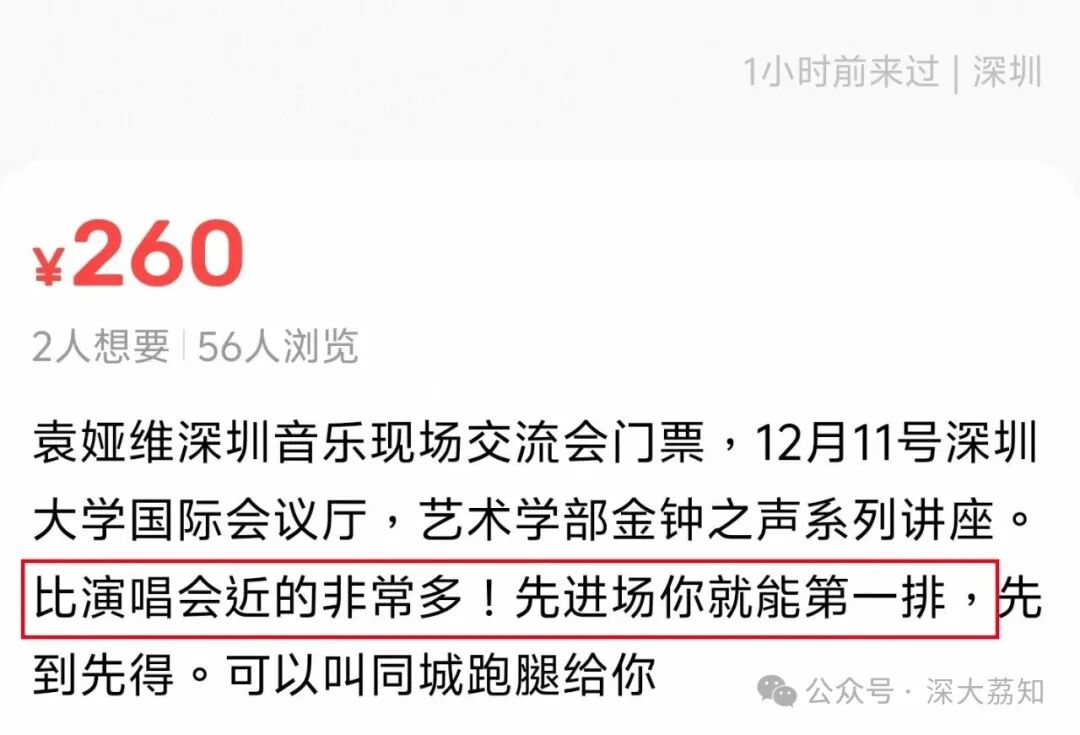 1小时前来过 | 深圳
¥260
2人想要 | 56人浏览
袁娅维深圳音乐现场交流会门票，12月11号深圳
大学国际会议厅，艺术学部金钟之声系列讲座。
比演唱会近的非常多！先进场你就能第一排，先
到先得。可以叫同城跑腿给你
公众号 · 深大荔知